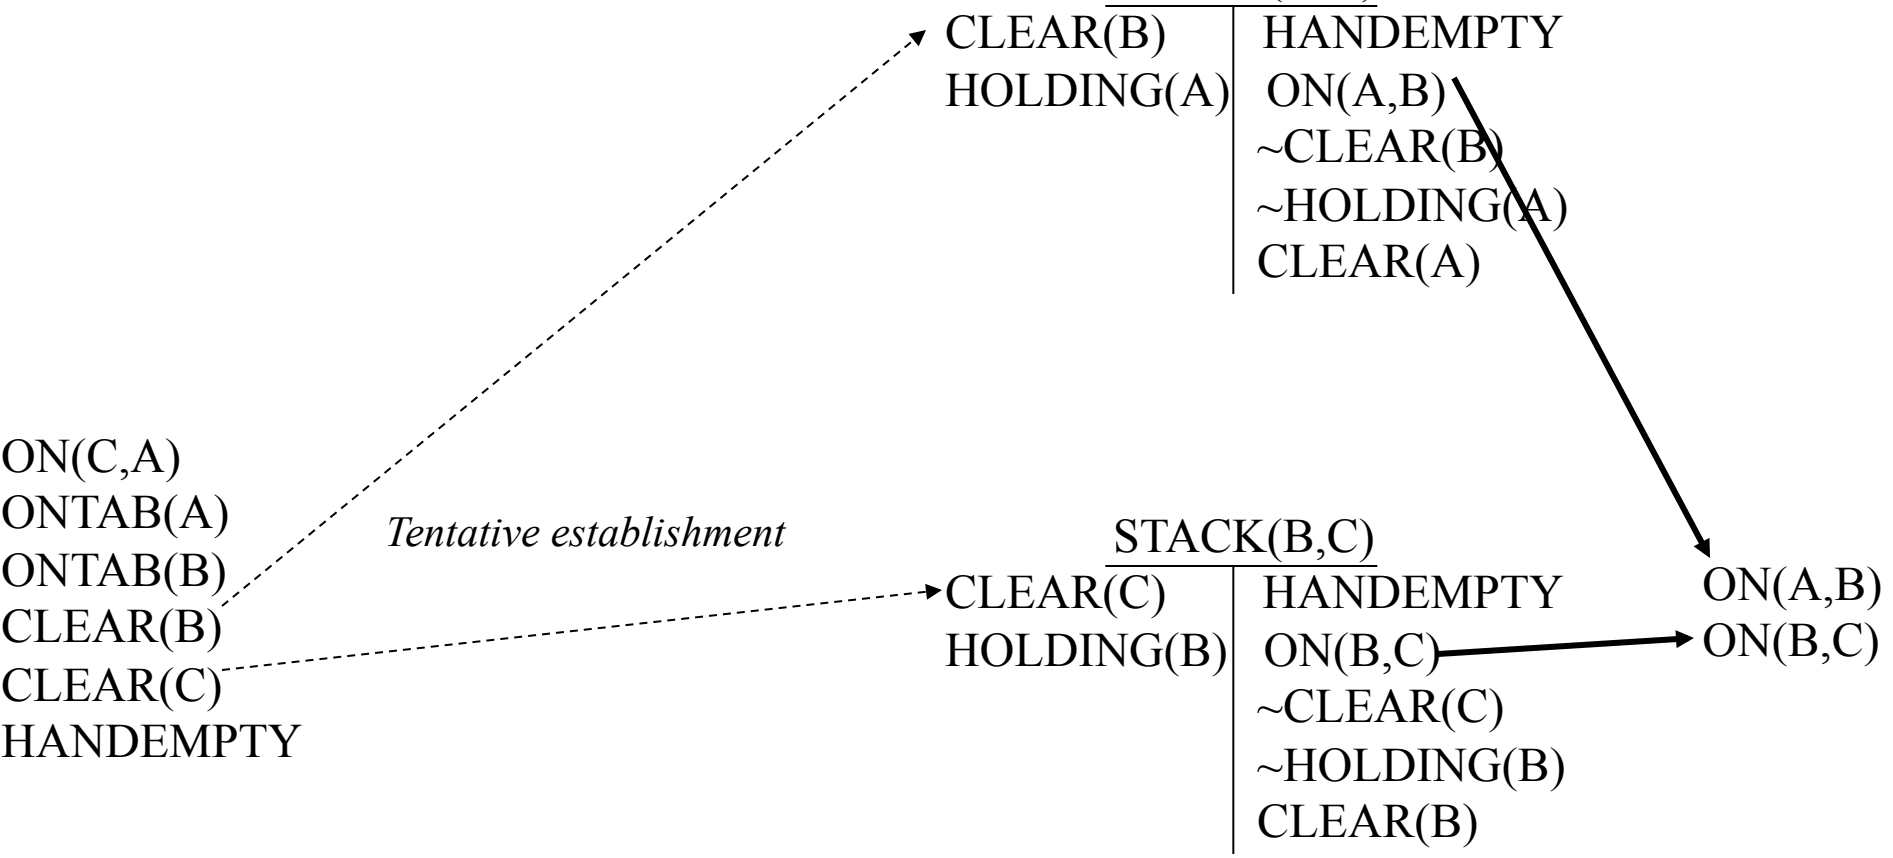 CLEAR(B)
HOLDING(A)
HANDEMPTY
ON(A,B)
~CLEAR(B)
~HOLDING(A)
CLEAR(A)
ON(C,A)
ONTAB(A)
ONTAB(B)
CLEAR(B)
CLEAR(C)
HANDEMPTY
Tentative establishment
STACK(B,C)
CLEAR(C)
HOLDING(B)
HANDEMPTY
ON(B,C)
~CLEAR(C)
~HOLDING(B)
CLEAR(B)
ON(A,B)
ON(B,C)